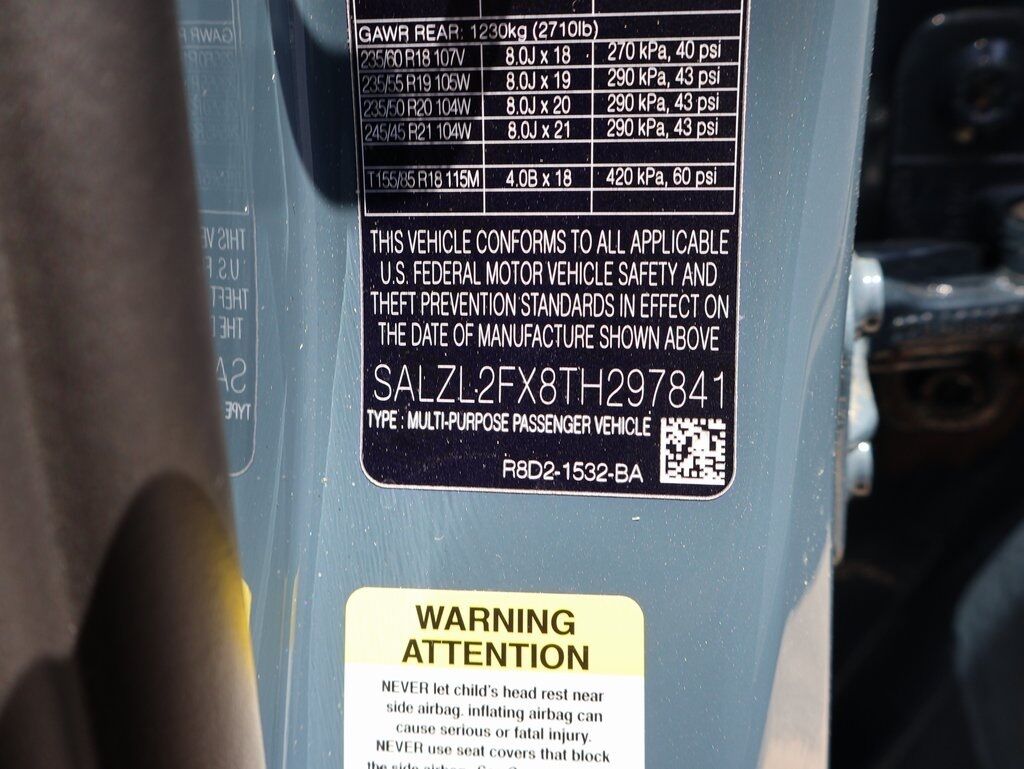 GAWR REAR: 1230kg (2710lb)
235/60 R18 107V 8.0J x 18 270 kPa, 40 psi
235/55 R19 105W 8.0J x 19 290 kPa, 43 psi
235/50 R20 104W 8.0J x 20 290 kPa, 43 psi
245/45 R21 104W 8.0J x 21 290 kPa, 43 psi
T155/85 R18 115M 4.0B x 18 420 kPa, 60 psi
THIS VEHICLE CONFORMS TO ALL APPLICABLE
U.S. FEDERAL MOTOR VEHICLE SAFETY AND
THEFT PREVENTION STANDARDS IN EFFECT ON
THE DATE OF MANUFACTURE SHOWN ABOVE
SALZL2FX8TH297841
TYPE : MULTI-PURPOSE PASSENGER VEHICLE
R8D2-1532-BA
WARNING
ATTENTION
NEVER let child's head rest near
side airbag. inflating airbag can
cause serious or fatal injury.
NEVER use seat covers that block
the side